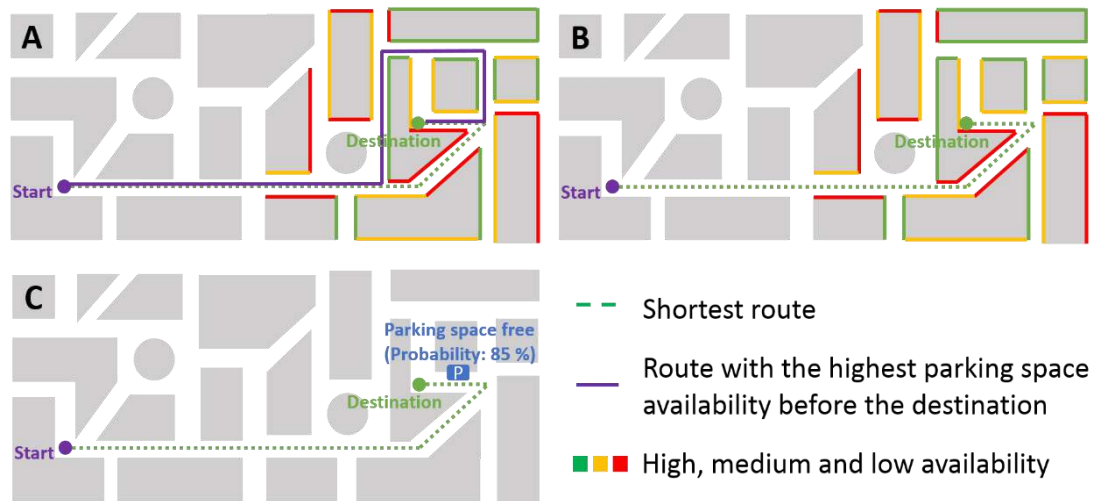 A
Destination
Start
B
Destination
Start
C
Parking space free
(Probability: 85 %)
P
Destination
Start
Shortest route
Route with the highest parking space
availability before the destination
High, medium and low availability